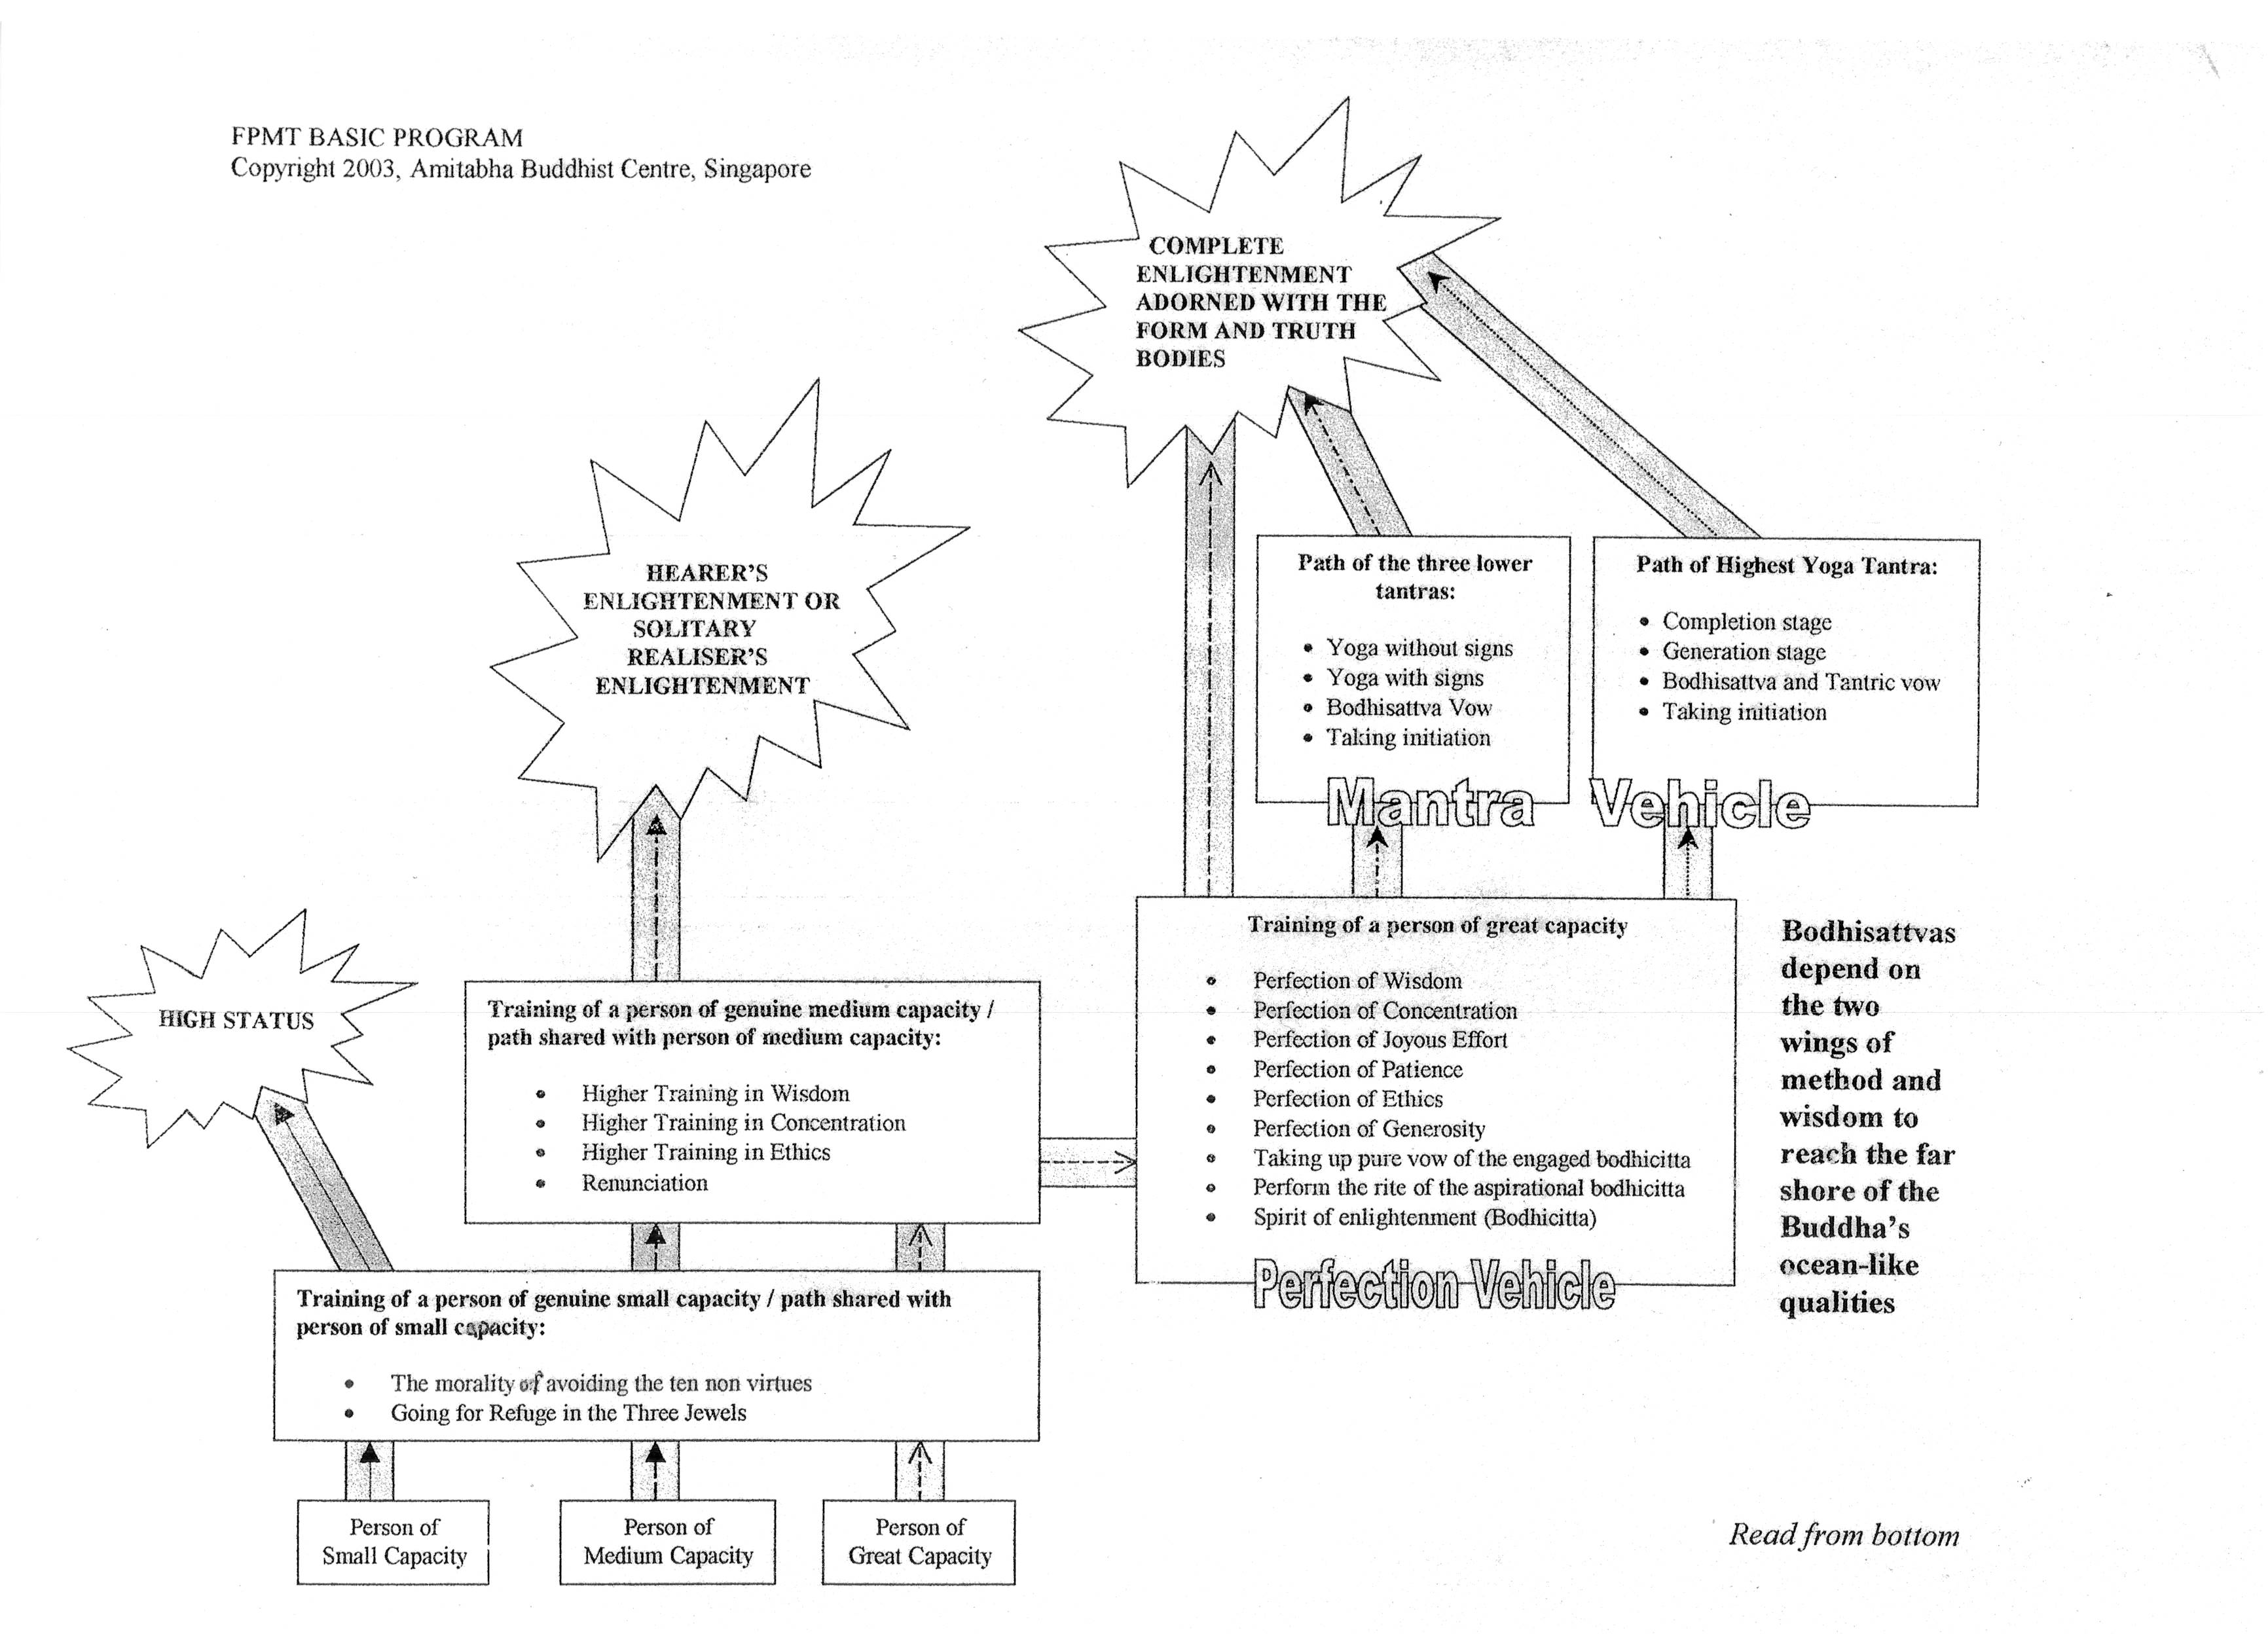 FPMT BASIC PROGRAM
Copyright 2003, Amitabha Buddhist Centre, Singapore
COMPLETE
ENLIGHTENMENT
ADORNED WITH THE
FORM AND TRUTH
BODIES
HEARER'S
ENLIGHTENMENT OR
SOLITARY
REALISER'S
ENLIGHTENMENT
Path of the three lower
tantras:
• Yoga without signs
• Yoga with signs
• Bodhisattva Vow
• Taking initiation
Path of Highest Yoga Tantra:
• Completion stage
• Generation stage
• Bodhisattva and Tantric vow
• Taking initiation
Mantra Vehicle
HIGH STATUS
Training of a person of genuine medium capacity /
path shared with person of medium capacity:
• Higher Training in Wisdom
• Higher Training in Concentration
• Higher Training in Ethics
• Renunciation
Training of a person of great capacity
• Perfection of Wisdom
• Perfection of Concentration
• Perfection of Joyous Effort
• Perfection of Patience
• Perfection of Ethics
• Perfection of Generosity
• Taking up pure vow of the engaged bodhicitta
• Perform the rite of the aspirational bodhicitta
• Spirit of enlightenment (Bodhicitta)
Perfection Vehicle
Bodhisattvas
depend on
the two
wings of
method and
wisdom to
reach the far
shore of the
Buddha's
ocean-like
qualities
Training of a person of genuine small capacity / path shared with
person of small capacity:
• The morality of avoiding the ten non virtues
• Going for Refuge in the Three Jewels
Person of
Small Capacity
Person of
Medium Capacity
Person of
Great Capacity
Read from bottom